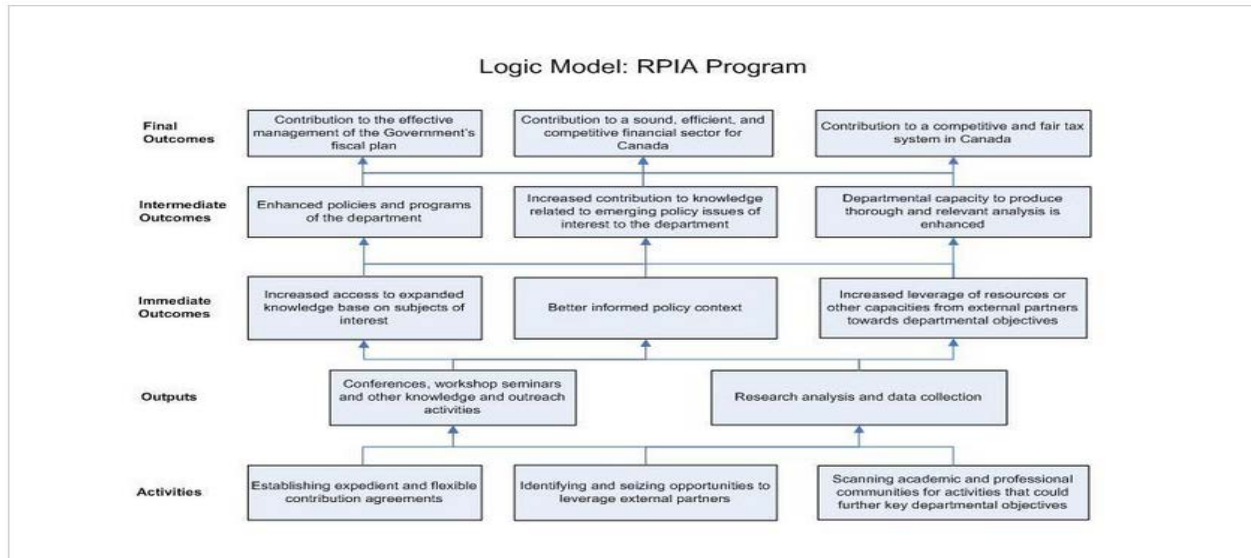 Logic Model: RPIA Program
Final
Outcomes
Contribution to the effective
management of the Government's
fiscal plan
Contribution to a sound, efficient, and
competitive financial sector for
Canada
Contribution to a competitive and fair tax
system in Canada
Intermediate
Outcomes
Enhanced policies and programs
of the department
Increased contribution to knowledge
related to emerging policy issues of
interest to the department
Departmental capacity to produce
thorough and relevant analysis is
enhanced
Immediate
Outcomes
Increased access to expanded
knowledge base on subjects of
interest
Better informed policy context
Increased leverage of resources or
other capacities from external partners
towards departmental objectives
Outputs
Conferences, workshop seminars
and other knowledge and outreach
activities
Research analysis and data collection
Activities
Establishing expedient and flexible
contribution agreements
Identifying and seizing opportunities to
leverage external partners
Scanning academic and professional
communities for activities that could
further key departmental objectives